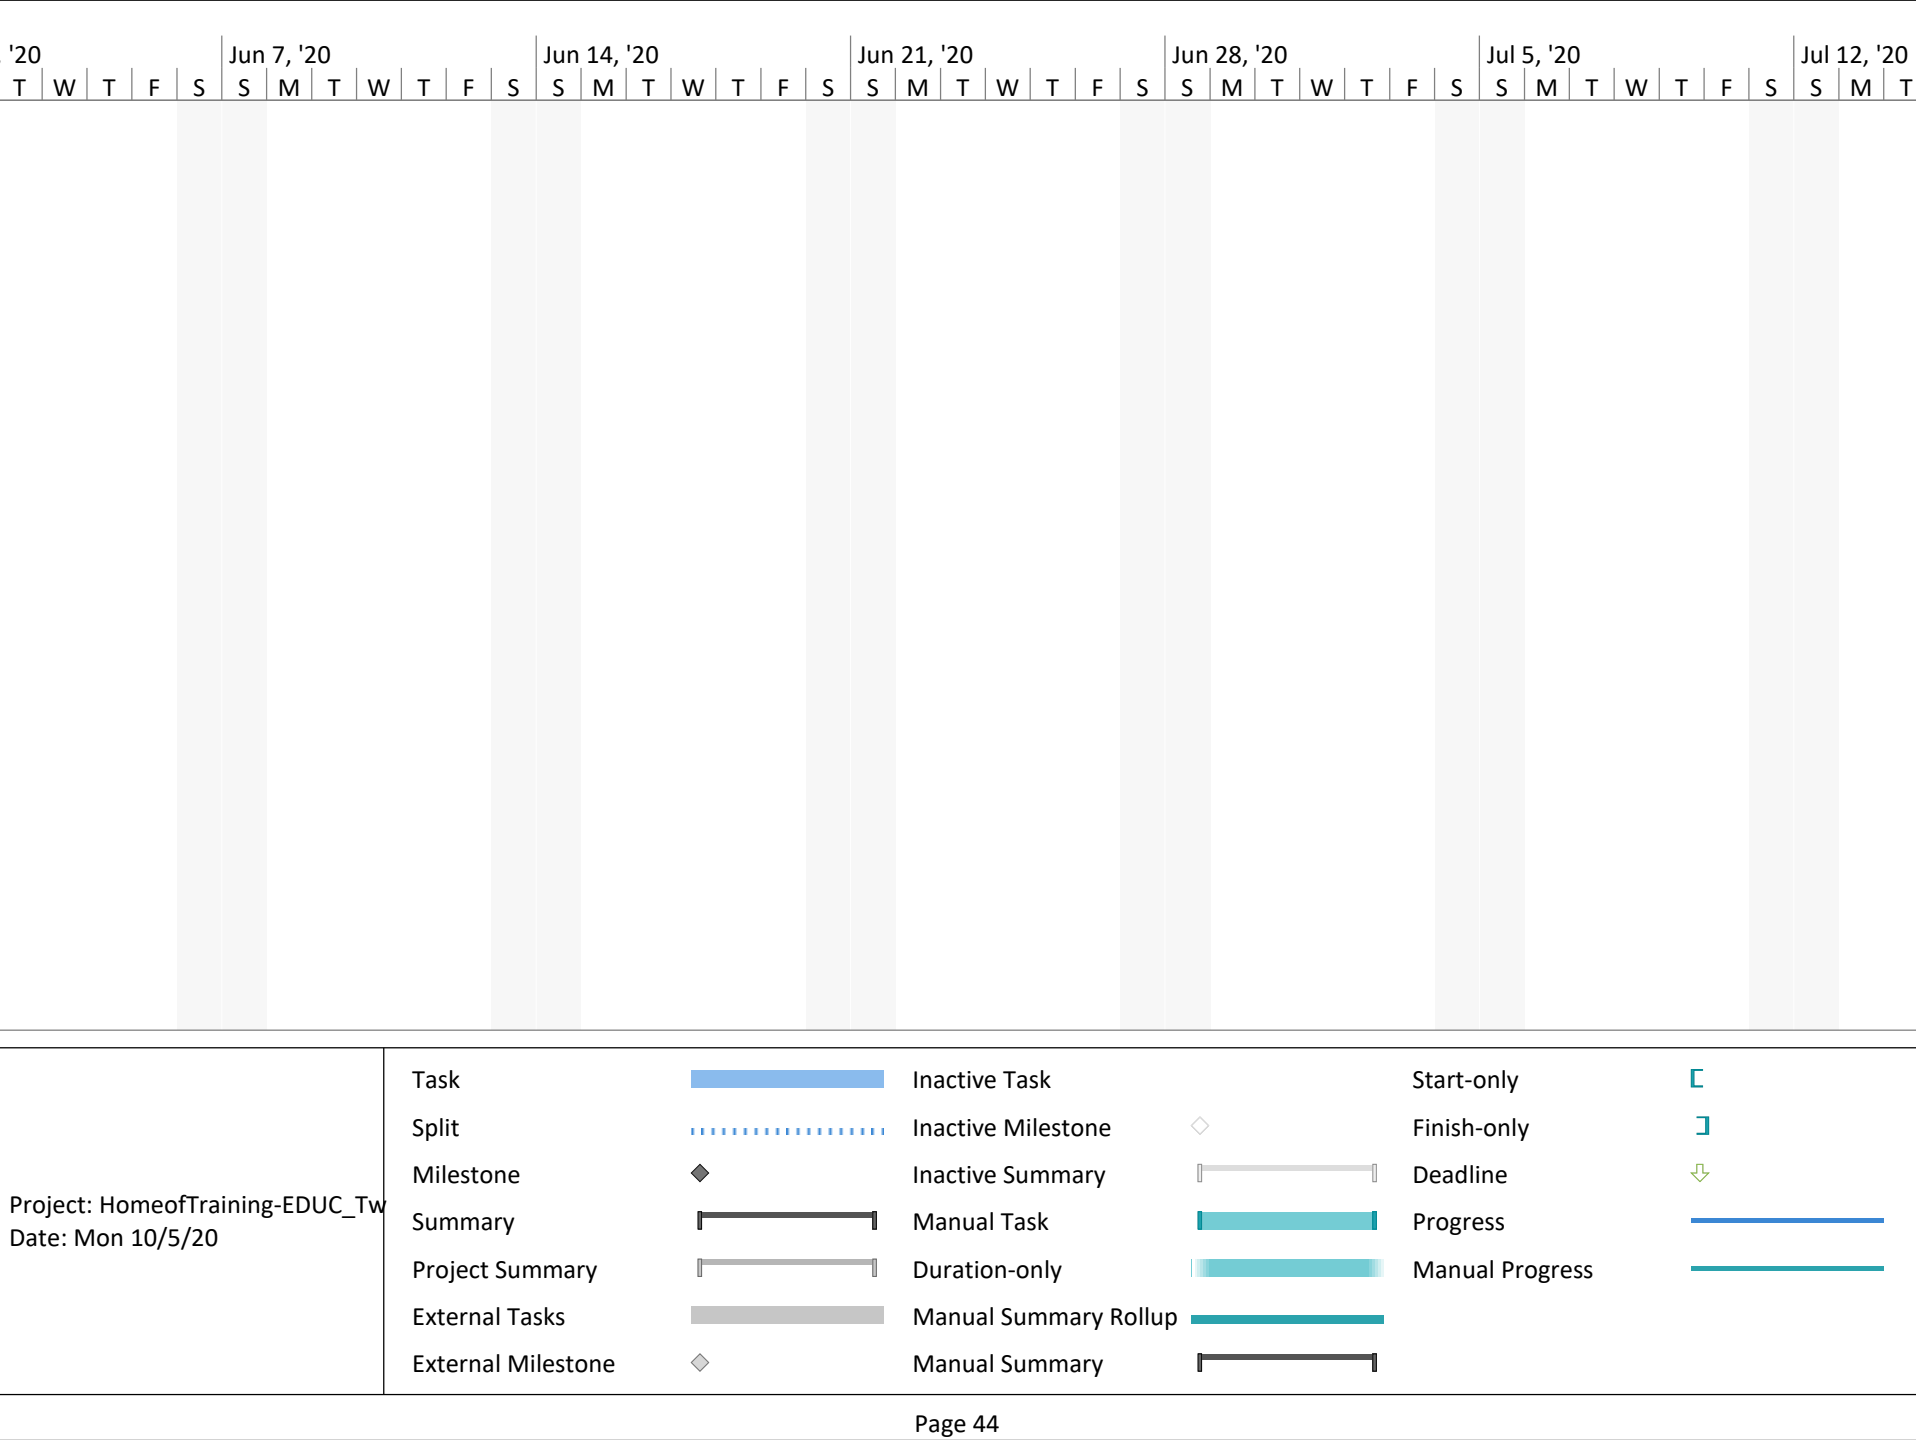 '20 Jun 7, '20 Jun 14, '20 Jun 21, '20 Jun 28, '20 Jul 5, '20 Jul 12, '20
T W T F S S M T W T F S S M T W T F S S M T W T F S S M T W T F S S M T W T F S S M T
Task Inactive Task Start-only
Split Inactive Milestone Finish-only
Milestone Inactive Summary Deadline
Project: HomeofTraining-EDUC_Tw
Summary Manual Task Progress
Date: Mon 10/5/20
Project Summary Duration-only Manual Progress
External Tasks Manual Summary Rollup
External Milestone Manual Summary
Page 44